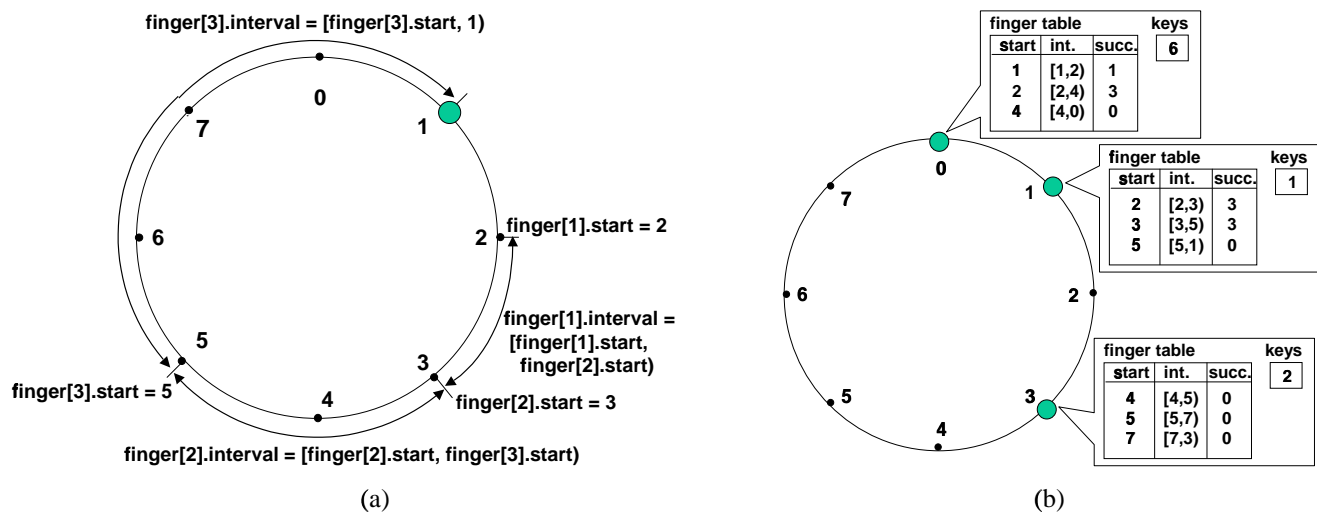 finger[3].interval = [finger[3].start, 1)
0
1
7
6
2
finger[1].start = 2
finger[1].interval =
[finger[1].start,
finger[2].start)
5
3
4
finger[3].start = 5
finger[2].start = 3
finger[2].interval = [finger[2].start, finger[3].start)
(a)
finger table keys
start int. succ. 6
1 [1,2) 1
2 [2,4) 3
4 [4,0) 0
finger table keys
start int. succ. 1
2 [2,3) 3
3 [3,5) 3
5 [5,1) 0
0
1
7
6
2
5
3
4
finger table keys
start int. succ. 2
4 [4,5) 0
5 [5,7) 0
7 [7,3) 0
(b)